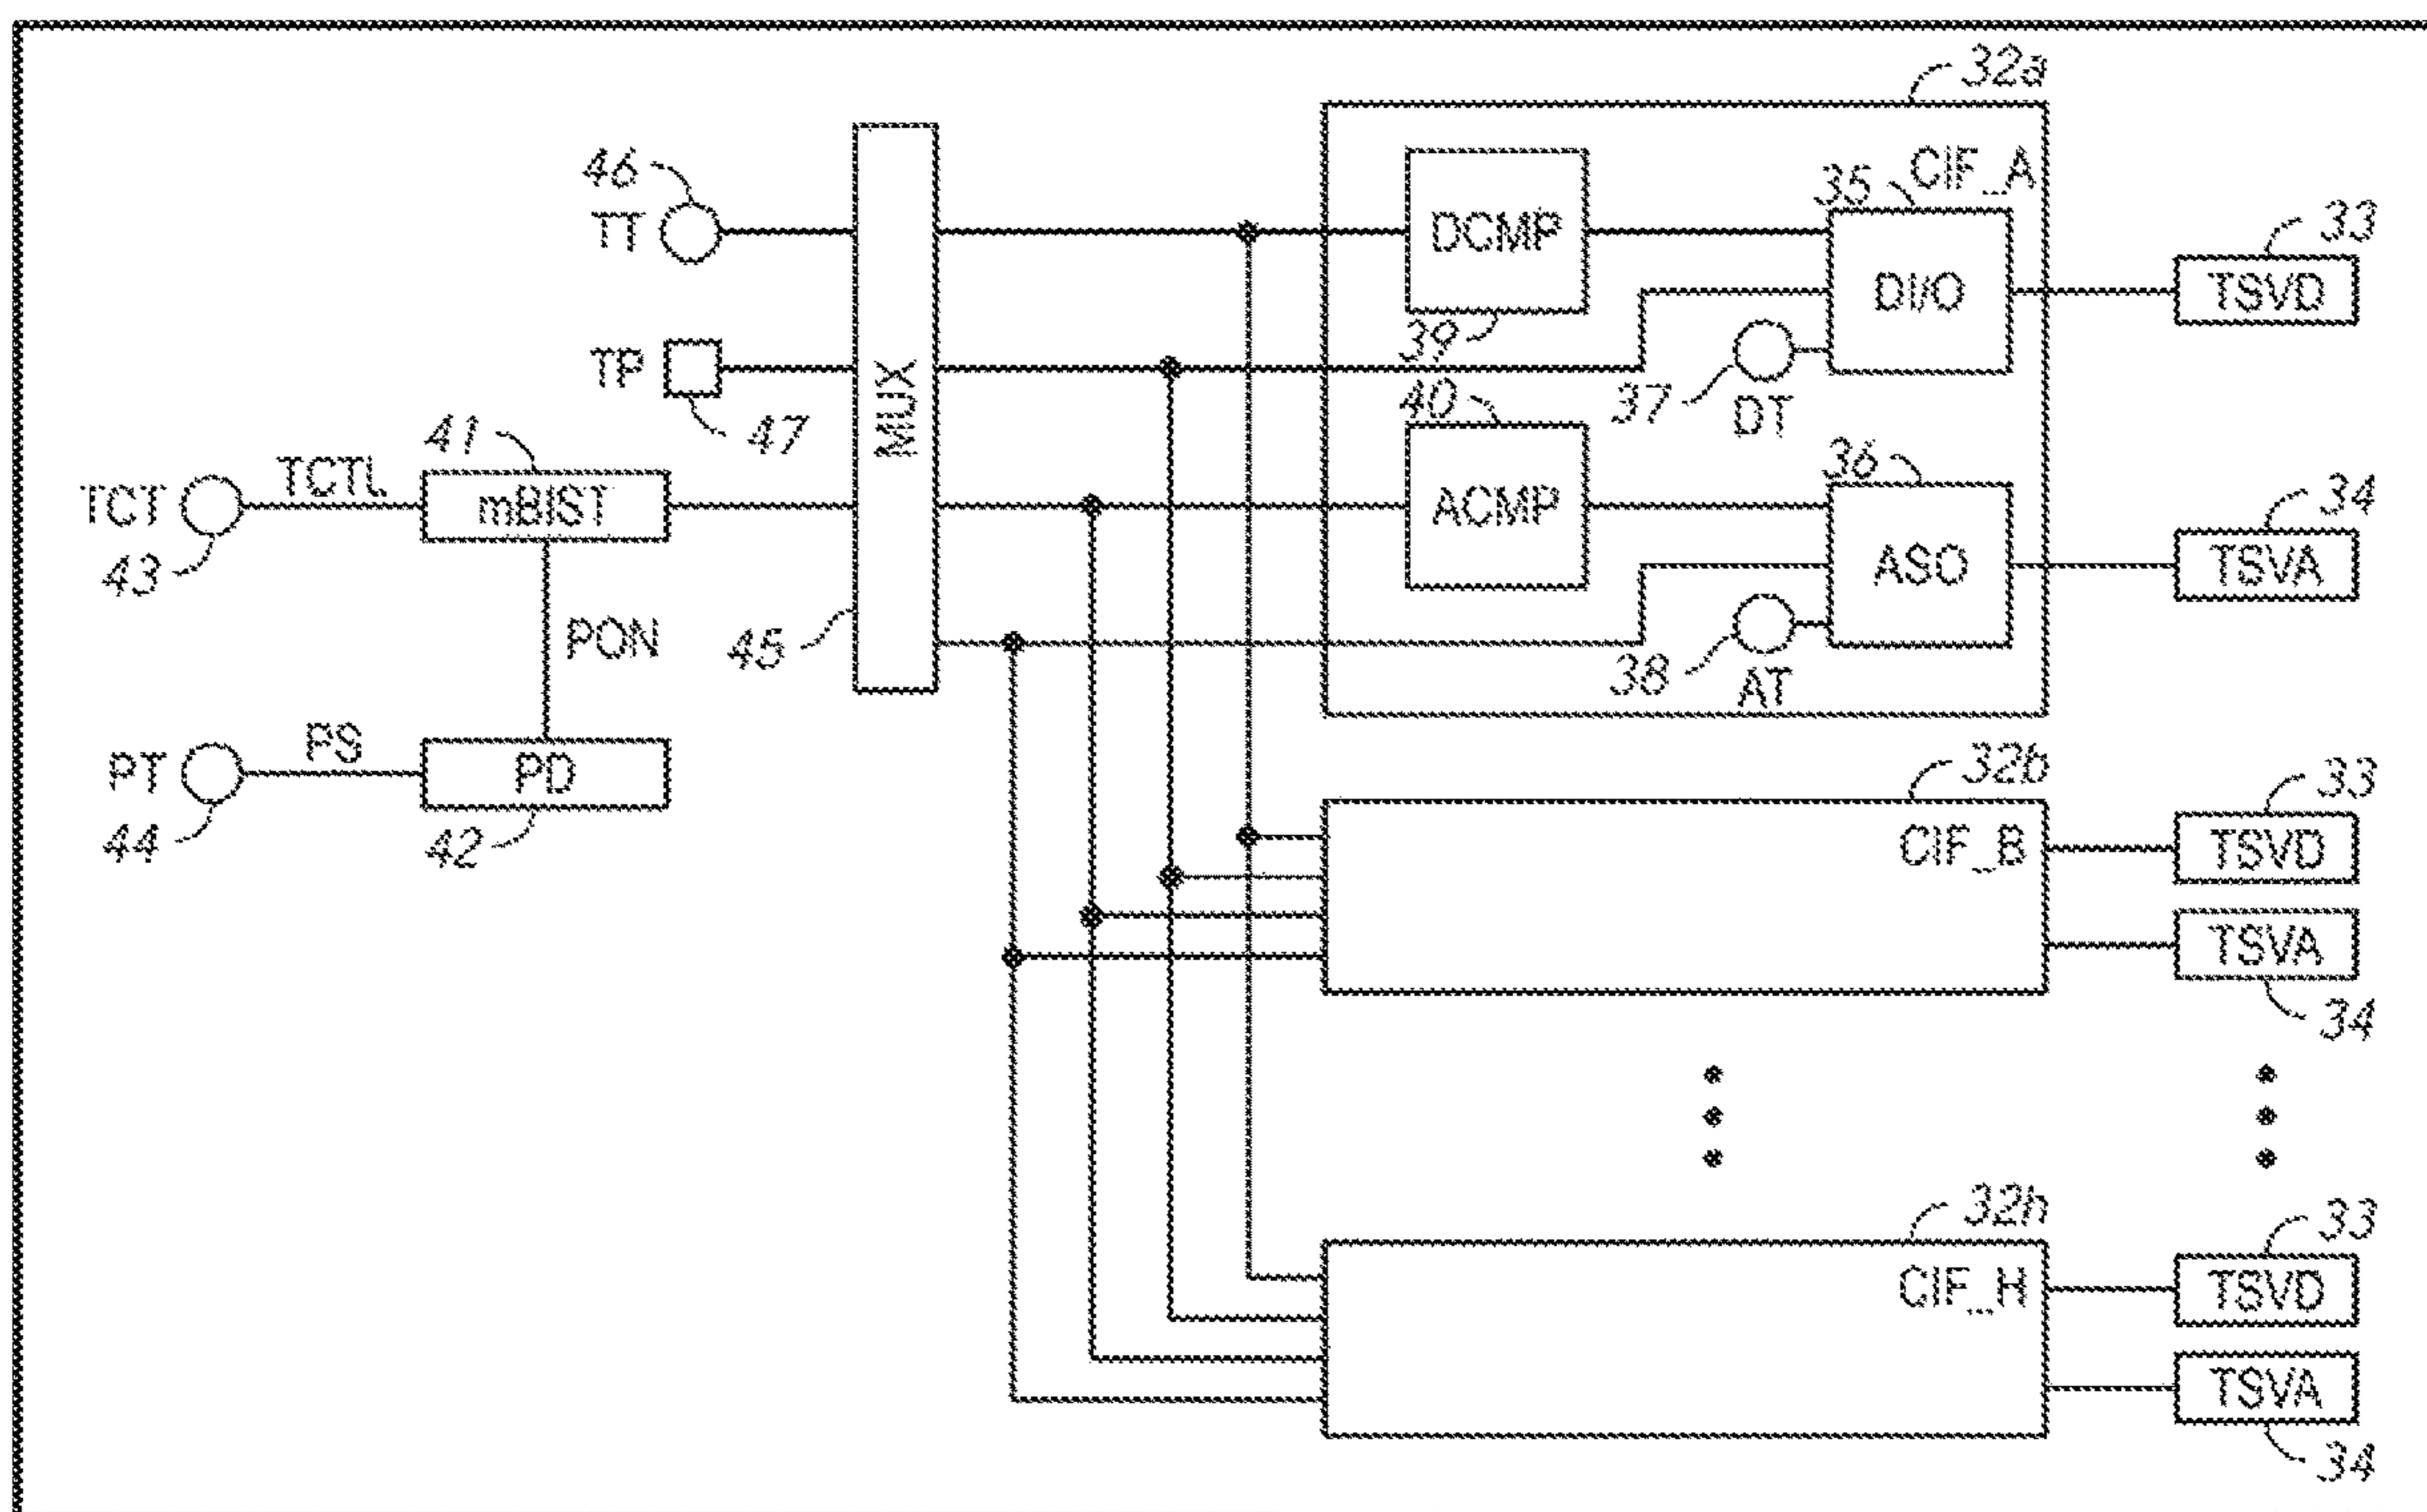 32a
CIF_A
46
TT
MUX
DCMP
39
35
DI/O
33
TSVD
TP
47
37
DT
40
ACMP
36
ASO
34
TSVA
41
TCT
TCTL
mBIST
43
PON
45
38
AT
PT
PS
PD
44
42
32b
CIF_B
33
TSVD
TSVA
34
32h
CIF_H
33
TSVD
TSVA
34